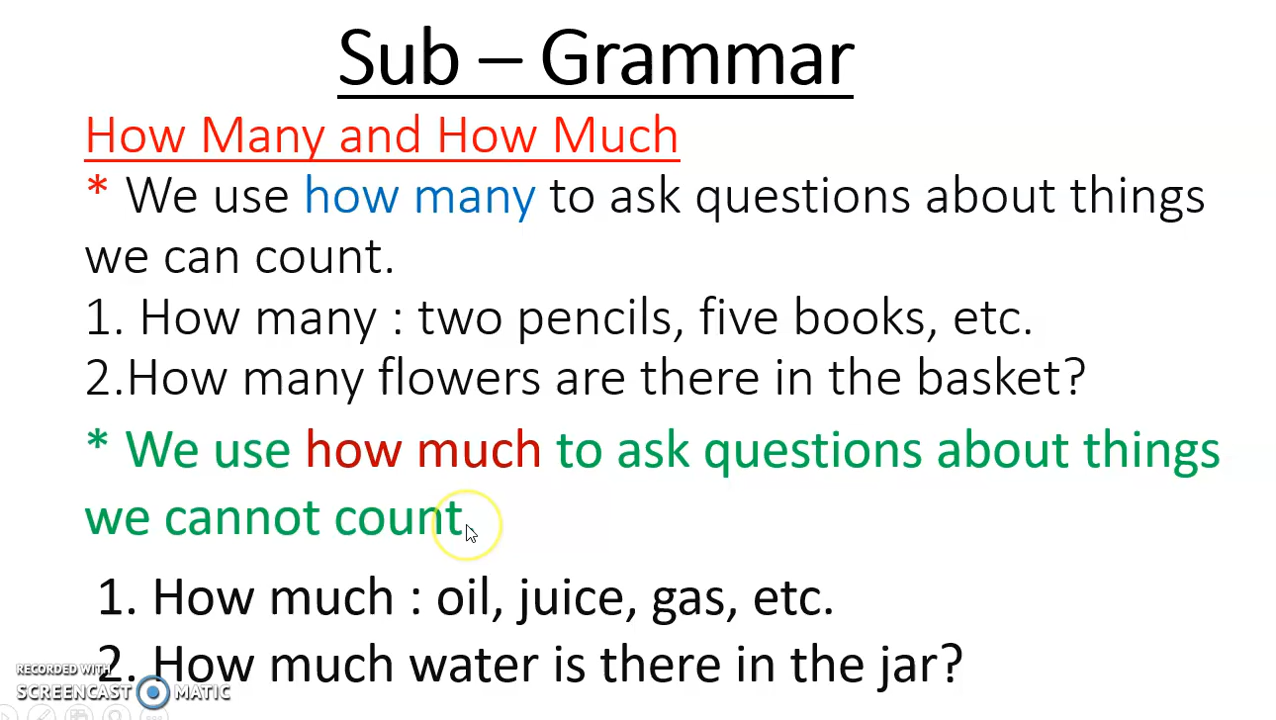 Sub – Grammar
How Many and How Much
* We use how many to ask questions about things
we can count.
1. How many : two pencils, five books, etc.
2.How many flowers are there in the basket?
* We use how much to ask questions about things
we cannot count.
1. How much : oil, juice, gas, etc.
2. How much water is there in the jar?
RECORDED WITH
SCREENCAST MATIC